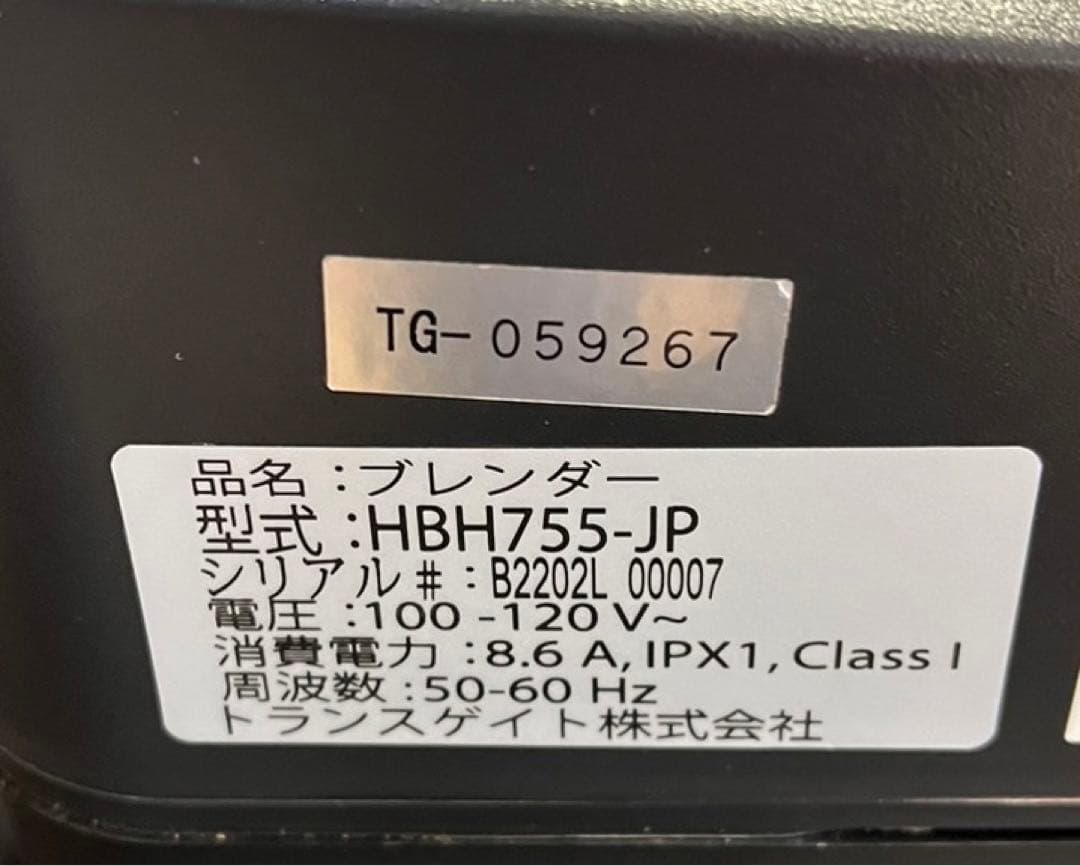 TG-059267
品名:ブレンダー
型式:HBH755-JP
シリアル#:B2202L 00007
電圧:100-120 V~
消費電力:8.6 A, IPX1, Class I
周波数:50-60 Hz
トランスゲイト株式会社